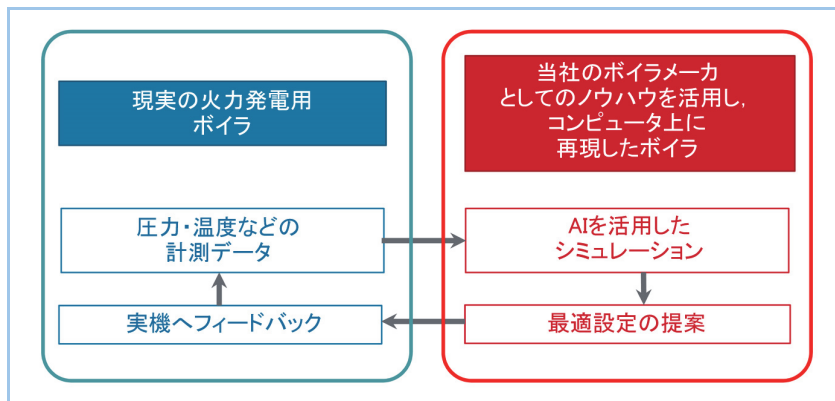 現実の火力発電用
ボイラ
当社のボイラメーカ
としてのノウハウを活用し,
コンピュータ上に
再現したボイラ
圧力・温度などの
計測データ
AIを活用した
シミュレーション
実機へフィードバック
最適設定の提案